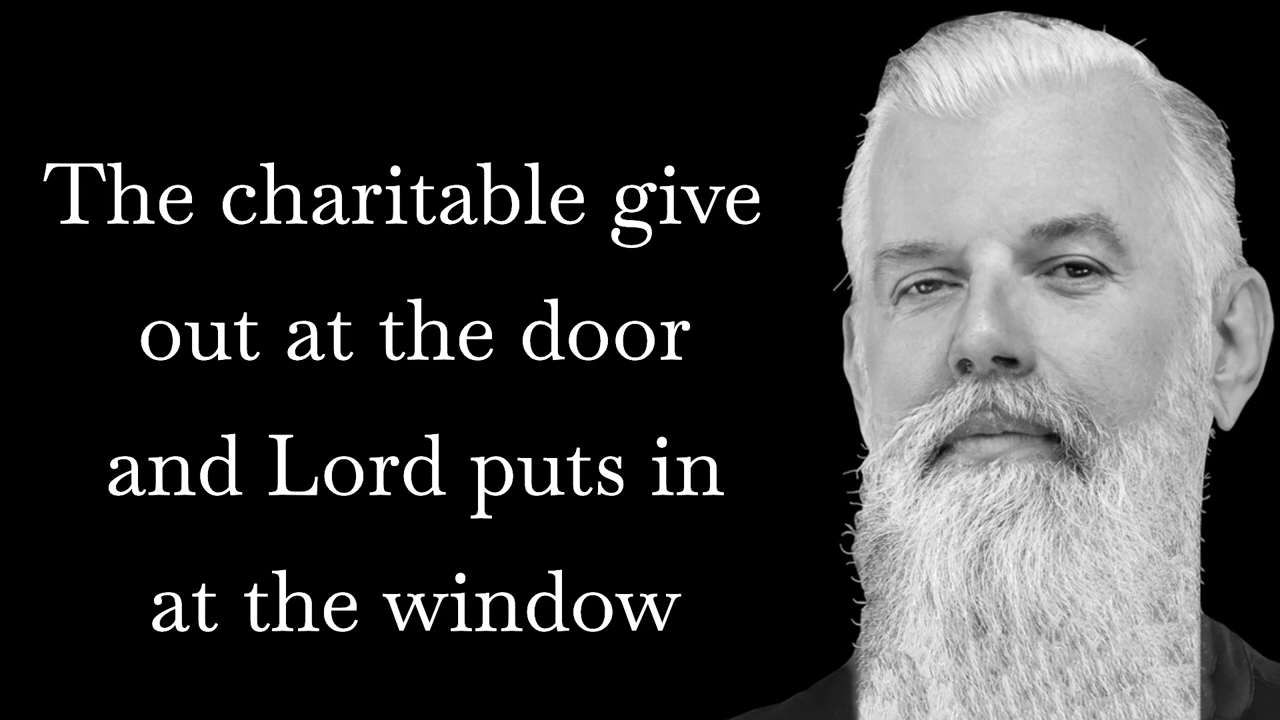 The charitable give
out at the door
and Lord puts in
at the window